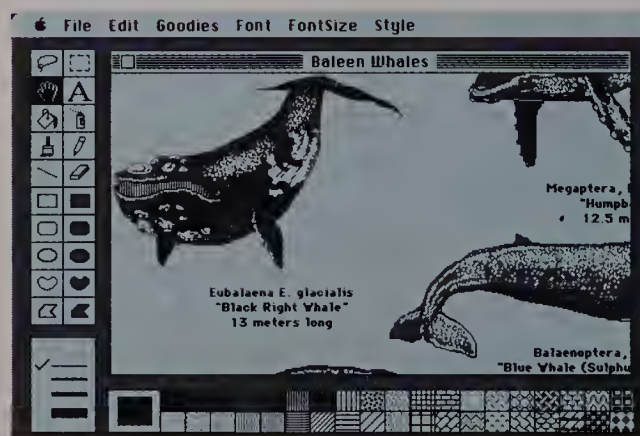 File Edit Goodies Font FontSize Style
Baleen Whales
A
Eubalaena E. glacialis
"Black Right Whale"
13 meters long
Megaptera,
"Humpb
12.5 m
Balaenoptera,
"Blue Whale (Sulphu